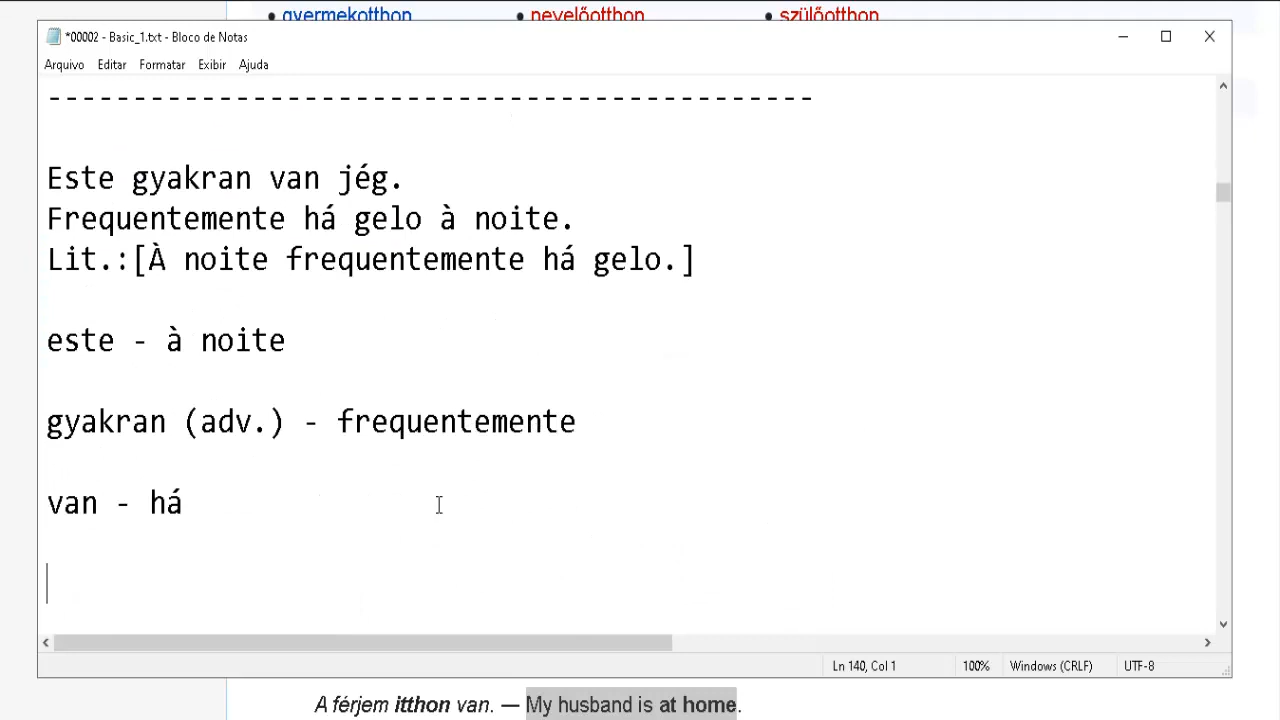 • gyermekotthon • nevelőotthon • szülőotthon
*00002 - Basic_1.txt - Bloco de Notas
Arquivo Editar Formatar Exibir Ajuda
---------------------------------------------
Este gyakran van jég.
Frequentemente há gelo à noite.
Lit.:[À noite frequentemente há gelo.]
este - à noite
gyakran (adv.) - frequentemente
van - há
Ln 140, Col 1 100% Windows (CRLF) UTF-8
A férjem itthon van. — My husband is at home.